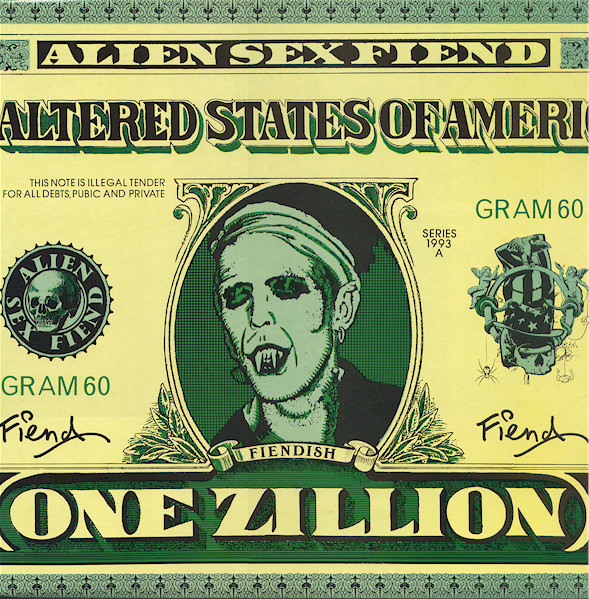 ALIEN SEX FIEND
ALTERED STATES OF AMERI
THIS NOTE IS ILLEGAL TENDER
FOR ALL DEBTS, PUBIC AND PRIVATE
SERIES
1993
A
GRAM 60
ALIEN
SEX FIEND
GRAM 60
Fiend
Fiend
FIENDISH
ONE ZILLION